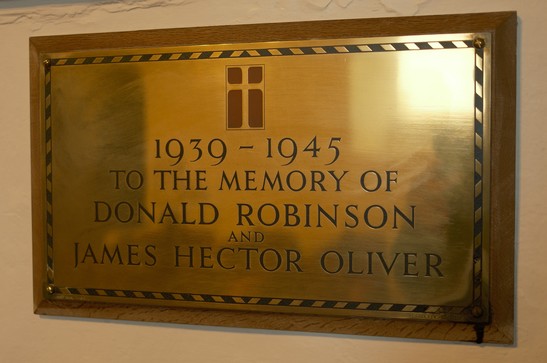 1939 - 1945
TO THE MEMORY OF
DONALD ROBINSON
AND
JAMES HECTOR OLIVER